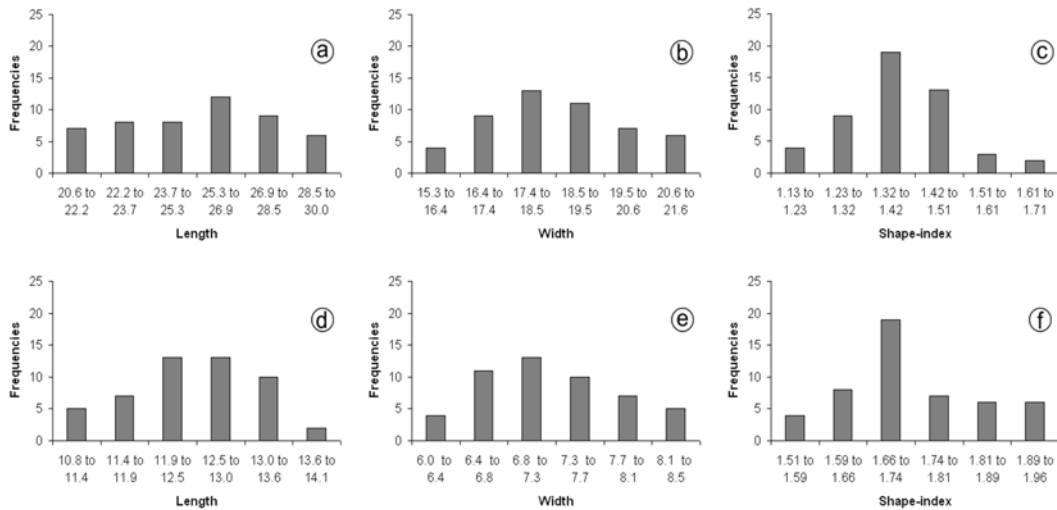 25
20
15
10
5
0
Frequencies
a
20.6 to 22.2 to 23.7 to 25.3 to 26.9 to 28.5 to
22.2 23.7 25.3 26.9 28.5 30.0
Length
25
20
15
10
5
0
Frequencies
b
15.3 to 16.4 to 17.4 to 18.5 to 19.5 to 20.6 to
16.4 17.4 18.5 19.5 20.6 21.6
Width
25
20
15
10
5
0
Frequencies
c
1.13 to 1.23 to 1.32 to 1.42 to 1.51 to 1.61 to
1.23 1.32 1.42 1.51 1.61 1.71
Shape-index
25
20
15
10
5
0
Frequencies
d
10.8 to 11.4 to 11.9 to 12.5 to 13.0 to 13.6 to
11.4 11.9 12.5 13.0 13.6 14.1
Length
25
20
15
10
5
0
Frequencies
e
6.0 to 6.4 to 6.8 to 7.3 to 7.7 to 8.1 to
6.4 6.8 7.3 7.7 8.1 8.5
Width
25
20
15
10
5
0
Frequencies
f
1.51 to 1.59 to 1.66 to 1.74 to 1.81 to 1.89 to
1.59 1.66 1.74 1.81 1.89 1.96
Shape-index